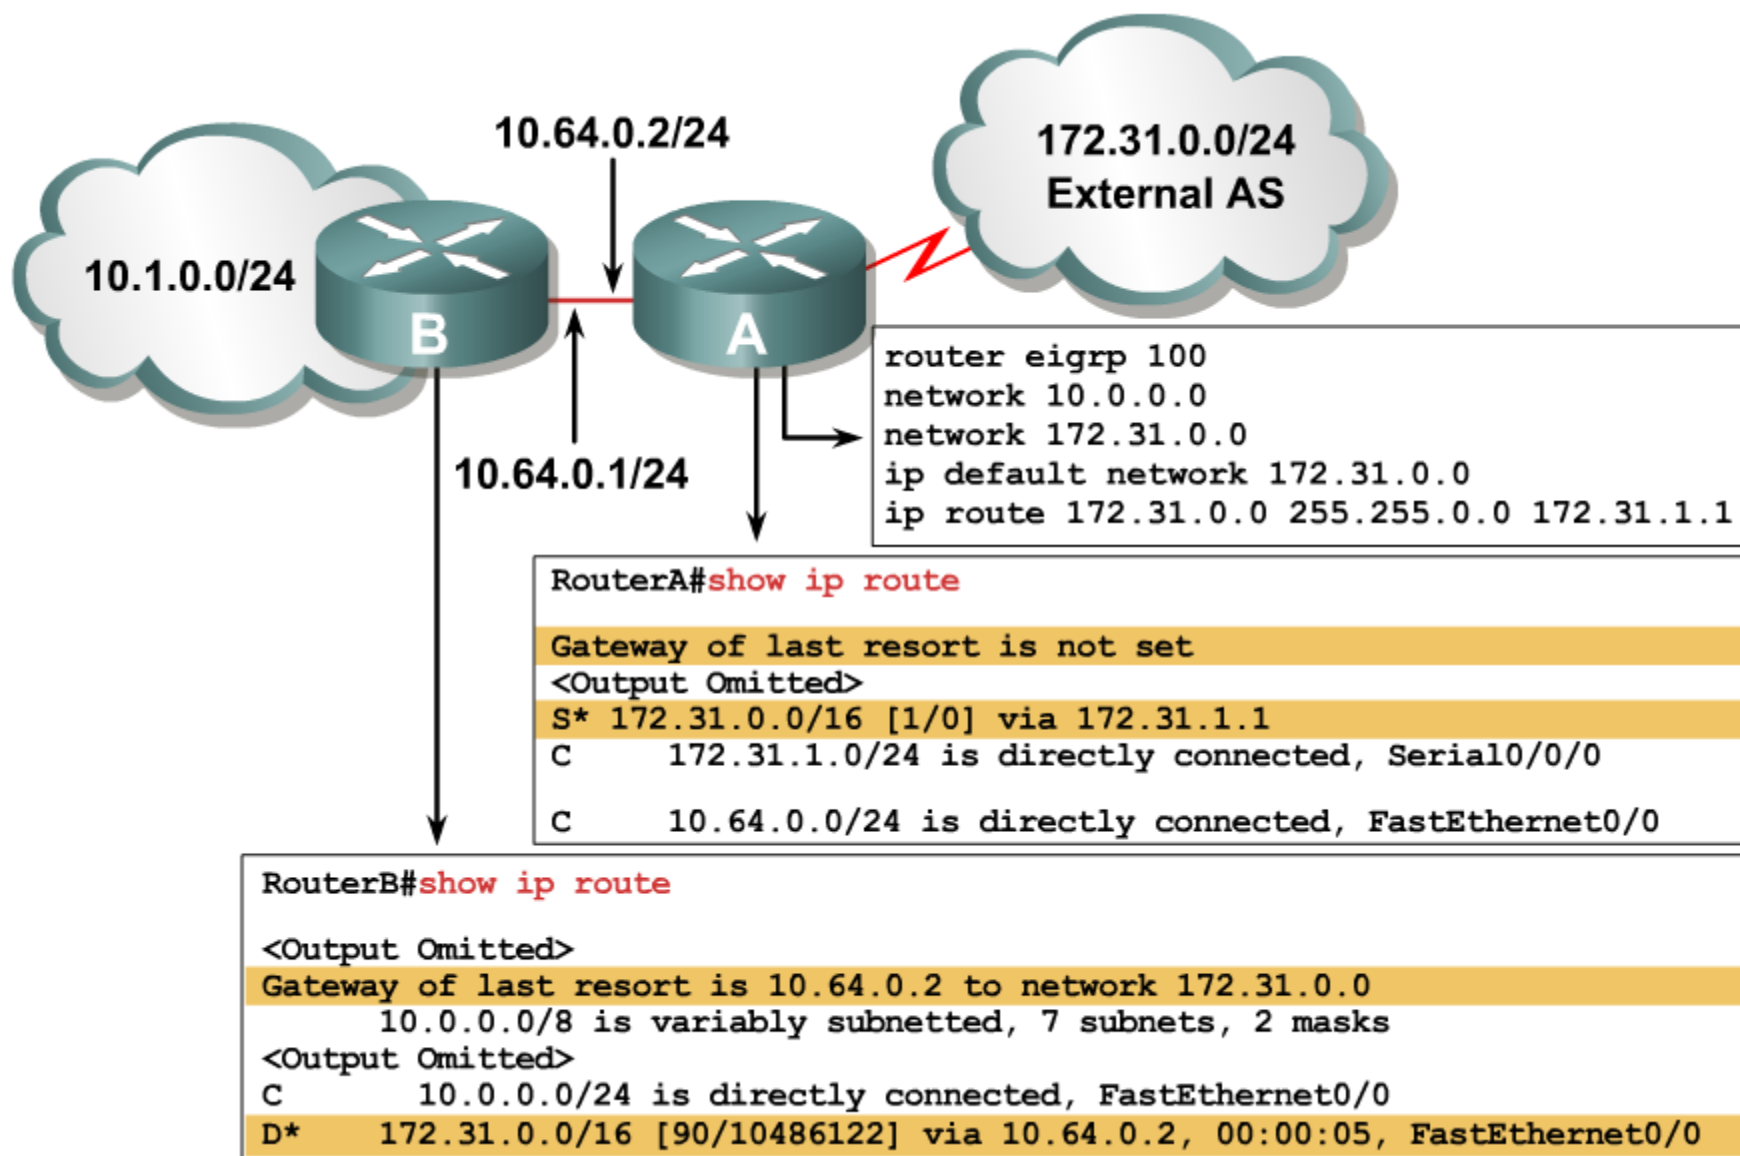 10.64.0.2/24
172.31.0.0/24
External AS
10.1.0.0/24
B
A
10.64.0.1/24
router eigrp 100
network 10.0.0.0
network 172.31.0.0
ip default network 172.31.0.0
ip route 172.31.0.0 255.255.0.0 172.31.1.1
RouterA#show ip route
Gateway of last resort is not set
<Output Omitted>
S* 172.31.0.0/16 [1/0] via 172.31.1.1
C 172.31.1.0/24 is directly connected, Serial0/0/0
C 10.64.0.0/24 is directly connected, FastEthernet0/0
RouterB#show ip route
<Output Omitted>
Gateway of last resort is 10.64.0.2 to network 172.31.0.0
10.0.0.0/8 is variably subnetted, 7 subnets, 2 masks
<Output Omitted>
C 10.0.0.0/24 is directly connected, FastEthernet0/0
D* 172.31.0.0/16 [90/10486122] via 10.64.0.2, 00:00:05, FastEthernet0/0